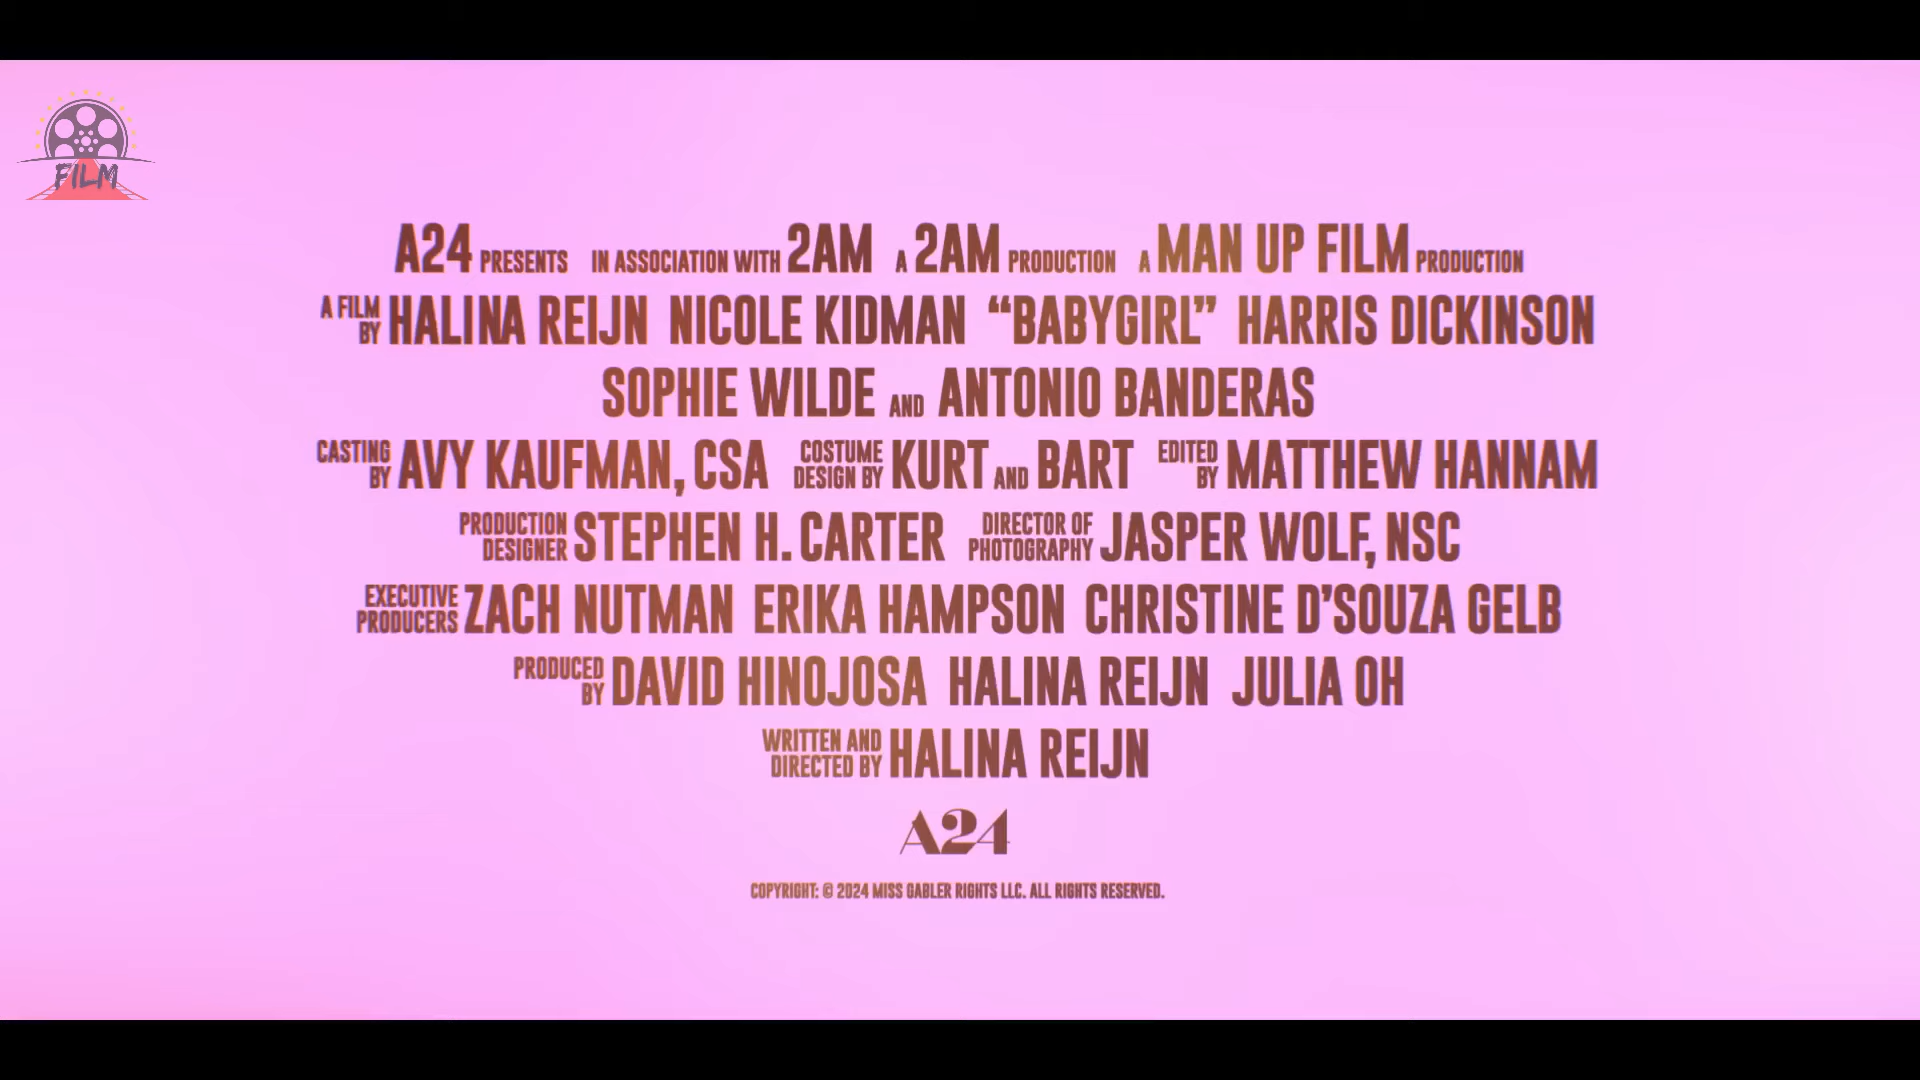 FILM
A24 PRESENTS IN ASSOCIATION WITH 2AM A 2AM PRODUCTION A MAN UP FILM PRODUCTION
A FILM BY HALINA REIJN NICOLE KIDMAN “BABYGIRL” HARRIS DICKINSON
SOPHIE WILDE AND ANTONIO BANDERAS
CASTING BY AVY KAUFMAN, CSA COSTUME DESIGN BY KURT AND BART EDITED BY MATTHEW HANNAM
PRODUCTION DESIGNER STEPHEN H. CARTER DIRECTOR OF PHOTOGRAPHY JASPER WOLF, NSC
EXECUTIVE PRODUCERS ZACH NUTMAN ERIKA HAMPSON CHRISTINE D’SOUZA GELB
PRODUCED BY DAVID HINOJOSA HALINA REIJN JULIA OH
WRITTEN AND DIRECTED BY HALINA REIJN
A24
COPYRIGHT: © 2024 MISS GABLER RIGHTS LLC. ALL RIGHTS RESERVED.